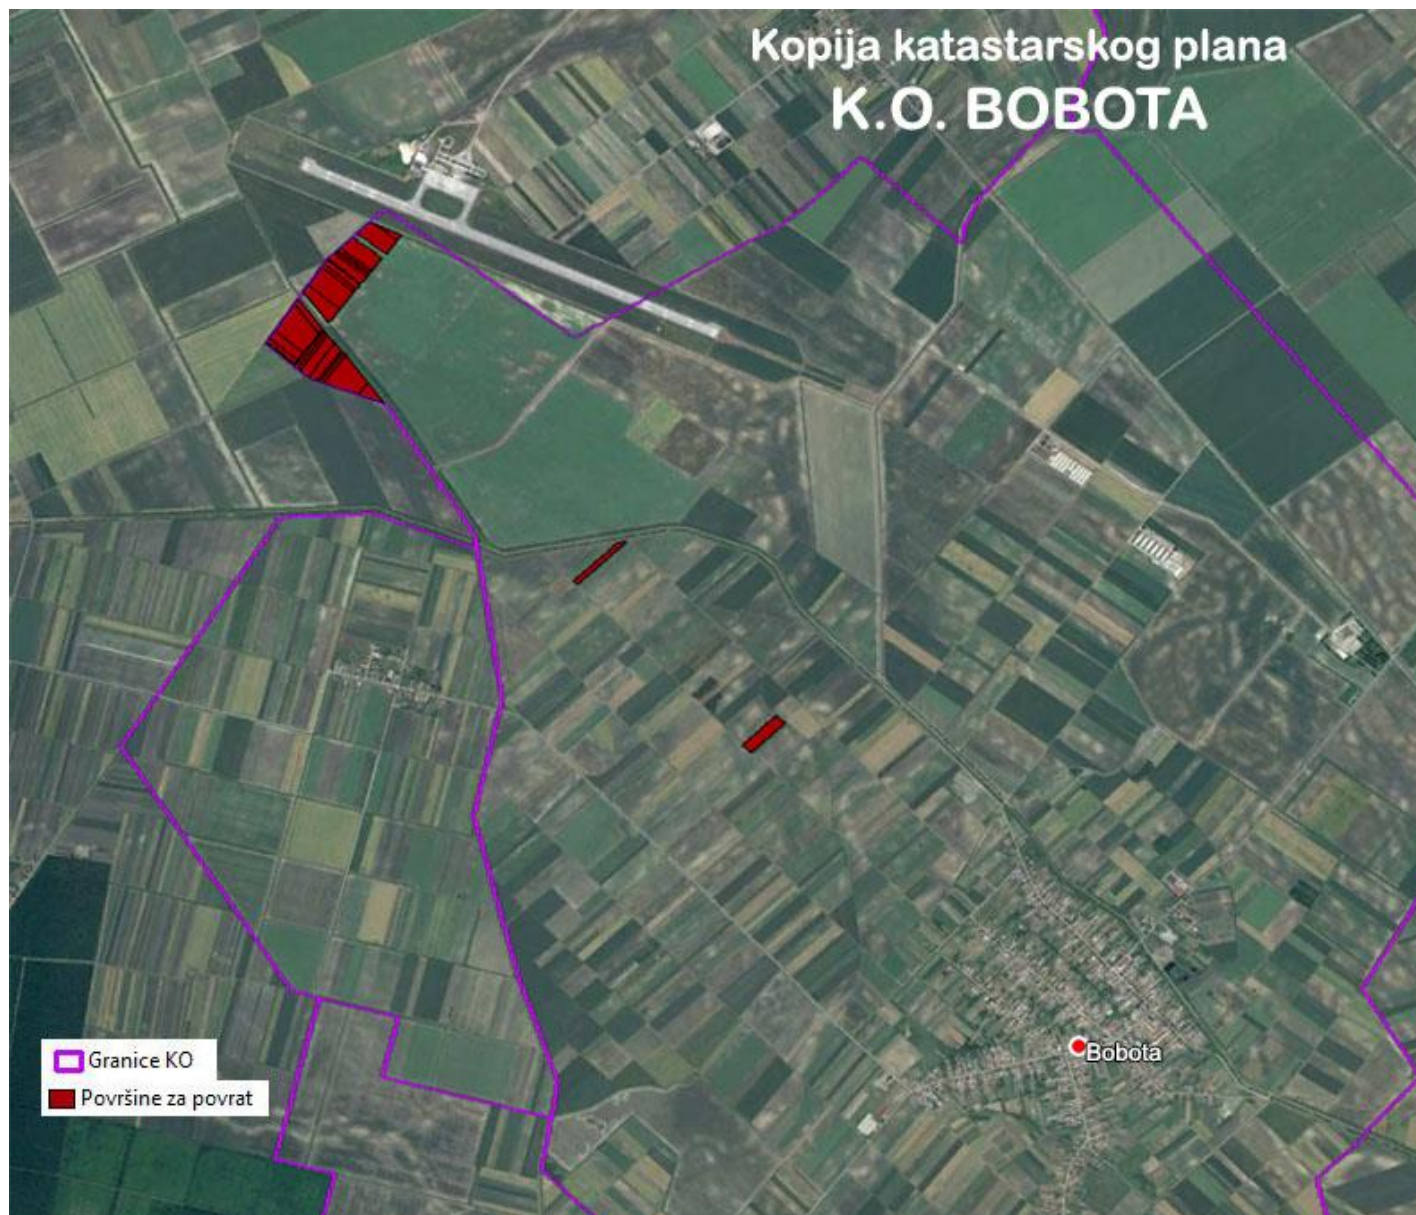 Kopija katastarskog plana
K.O. BOBOTA
Bobota
Granice KO
Površine za povrat